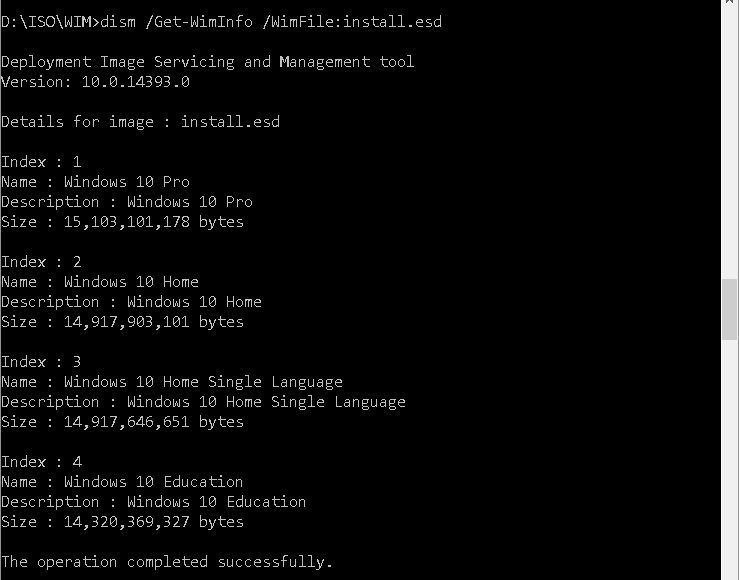 D:\ISO\WIM>dism /Get-WimInfo /WimFile:install.esd
Deployment Image Servicing and Management tool
Version: 10.0.14393.0
Details for image : install.esd
Index : 1
Name : Windows 10 Pro
Description : Windows 10 Pro
Size : 15,103,101,178 bytes
Index : 2
Name : Windows 10 Home
Description : Windows 10 Home
Size : 14,917,903,101 bytes
Index : 3
Name : Windows 10 Home Single Language
Description : Windows 10 Home Single Language
Size : 14,917,646,651 bytes
Index : 4
Name : Windows 10 Education
Description : Windows 10 Education
Size : 14,320,369,327 bytes
The operation completed successfully.